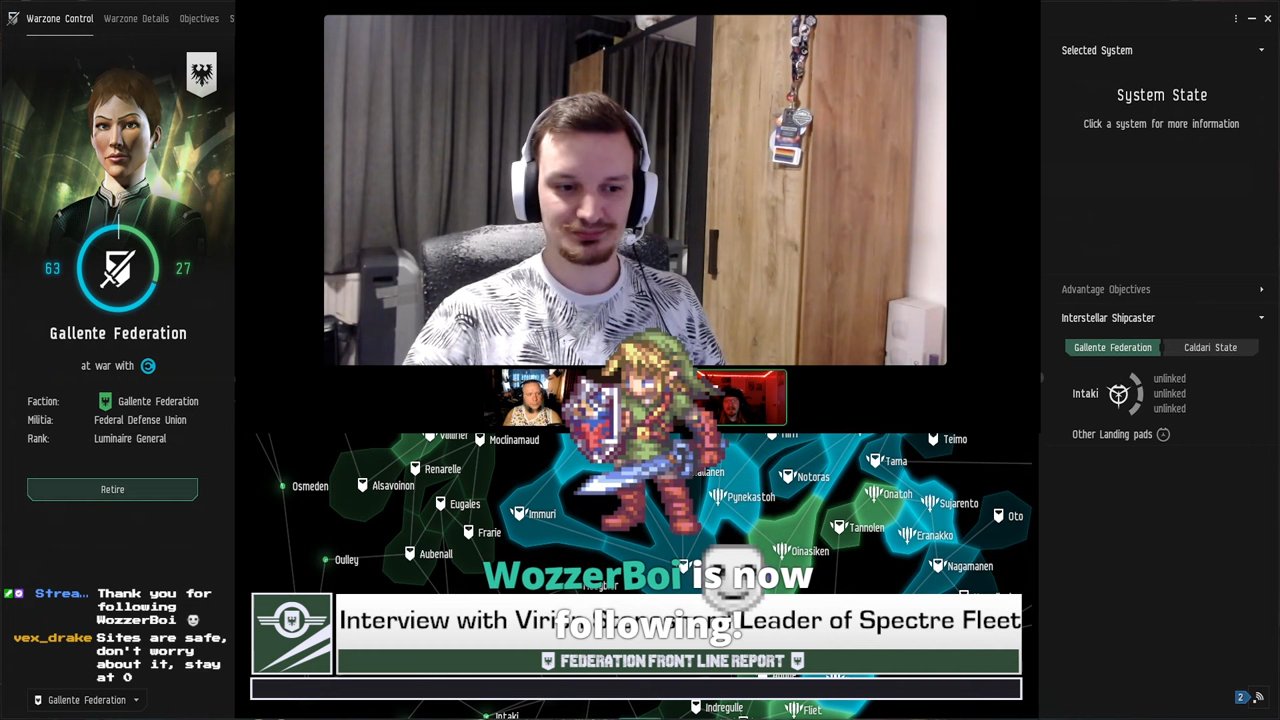 Warzone Control
Warzone Details
Objectives
S
63
27
Gallente Federation
at war with
Faction:
Gallente Federation
Militia:
Federal Defense Union
Rank:
Luminaire General
Retire
Strea…
Thank you for
following
WozzerBoi
vex_drake
Sites are safe,
don't worry
about it, stay
at 0
Gallente Federation
Moclinamaud
Renarelle
Osmeden
Alsavoinon
Eugales
Immuri
Frarie
Oulley
Aubenall
Teimo
Tama
Notoras
Pynekastoh
Onatoh
Sujarento
Oto
Tannolen
Eranakko
Oinasiken
Nagamanen
WozzerBoi is now
following!
Interview with
Leader of Spectre Fleet
FEDERATION FRONT LINE REPORT
Intaki
Indregulle
Fliet
Selected System
System State
Click a system for more information
Advantage Objectives
Interstellar Shipcaster
Gallente Federation
Caldari State
Intaki
unlinked
unlinked
unlinked
Other Landing pads
2